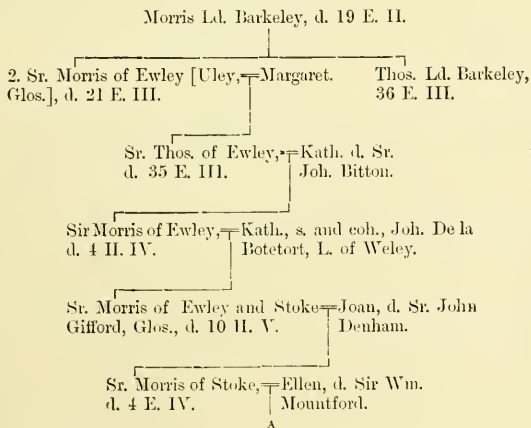 Morris Ld. Barkeley, d. 19 E. II.
2. Sr. Morris of Ewley [Uley, Margaret. Thos. Ld. Barkeley,
Glos.], d. 21 E. III. 36 E. III.
Sr. Thos. of Ewley, Kath. d. Sr.
d. 35 E. III. Joh. Bitton.
Sir Morris of Ewley, Kath., s. and coh., Joh. De la
d. 4 H. IV. Botetort, L. of Weley.
Sr. Morris of Ewley and Stoke Joan, d. Sr. John
Gifford, Glos., d. 10 H. V. Denham.
Sr. Morris of Stoke, Ellen, d. Sir Wm.
d. 4 E. IV. Mountford.
A